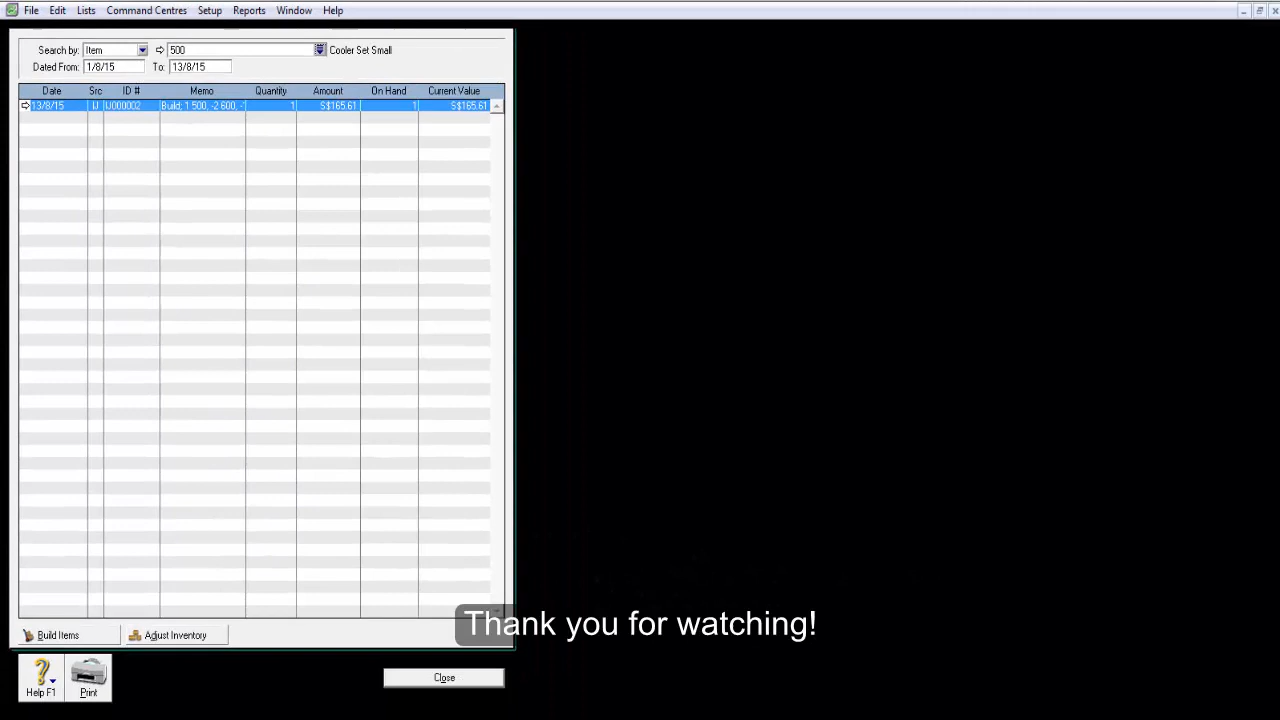 File Edit Lists Command Centres Setup Reports Window Help
Search by: Item 500 Cooler Set Small
Dated From: 1/8/15 To: 13/8/15
Date Src ID # Memo Quantity Amount On Hand Current Value
13/8/15 IJ IJ000002 Build; 1 500, -2 600, - 1 S$165.61 1 S$165.61
Thank you for watching!
Build Items Adjust Inventory
Help F1 Print Close